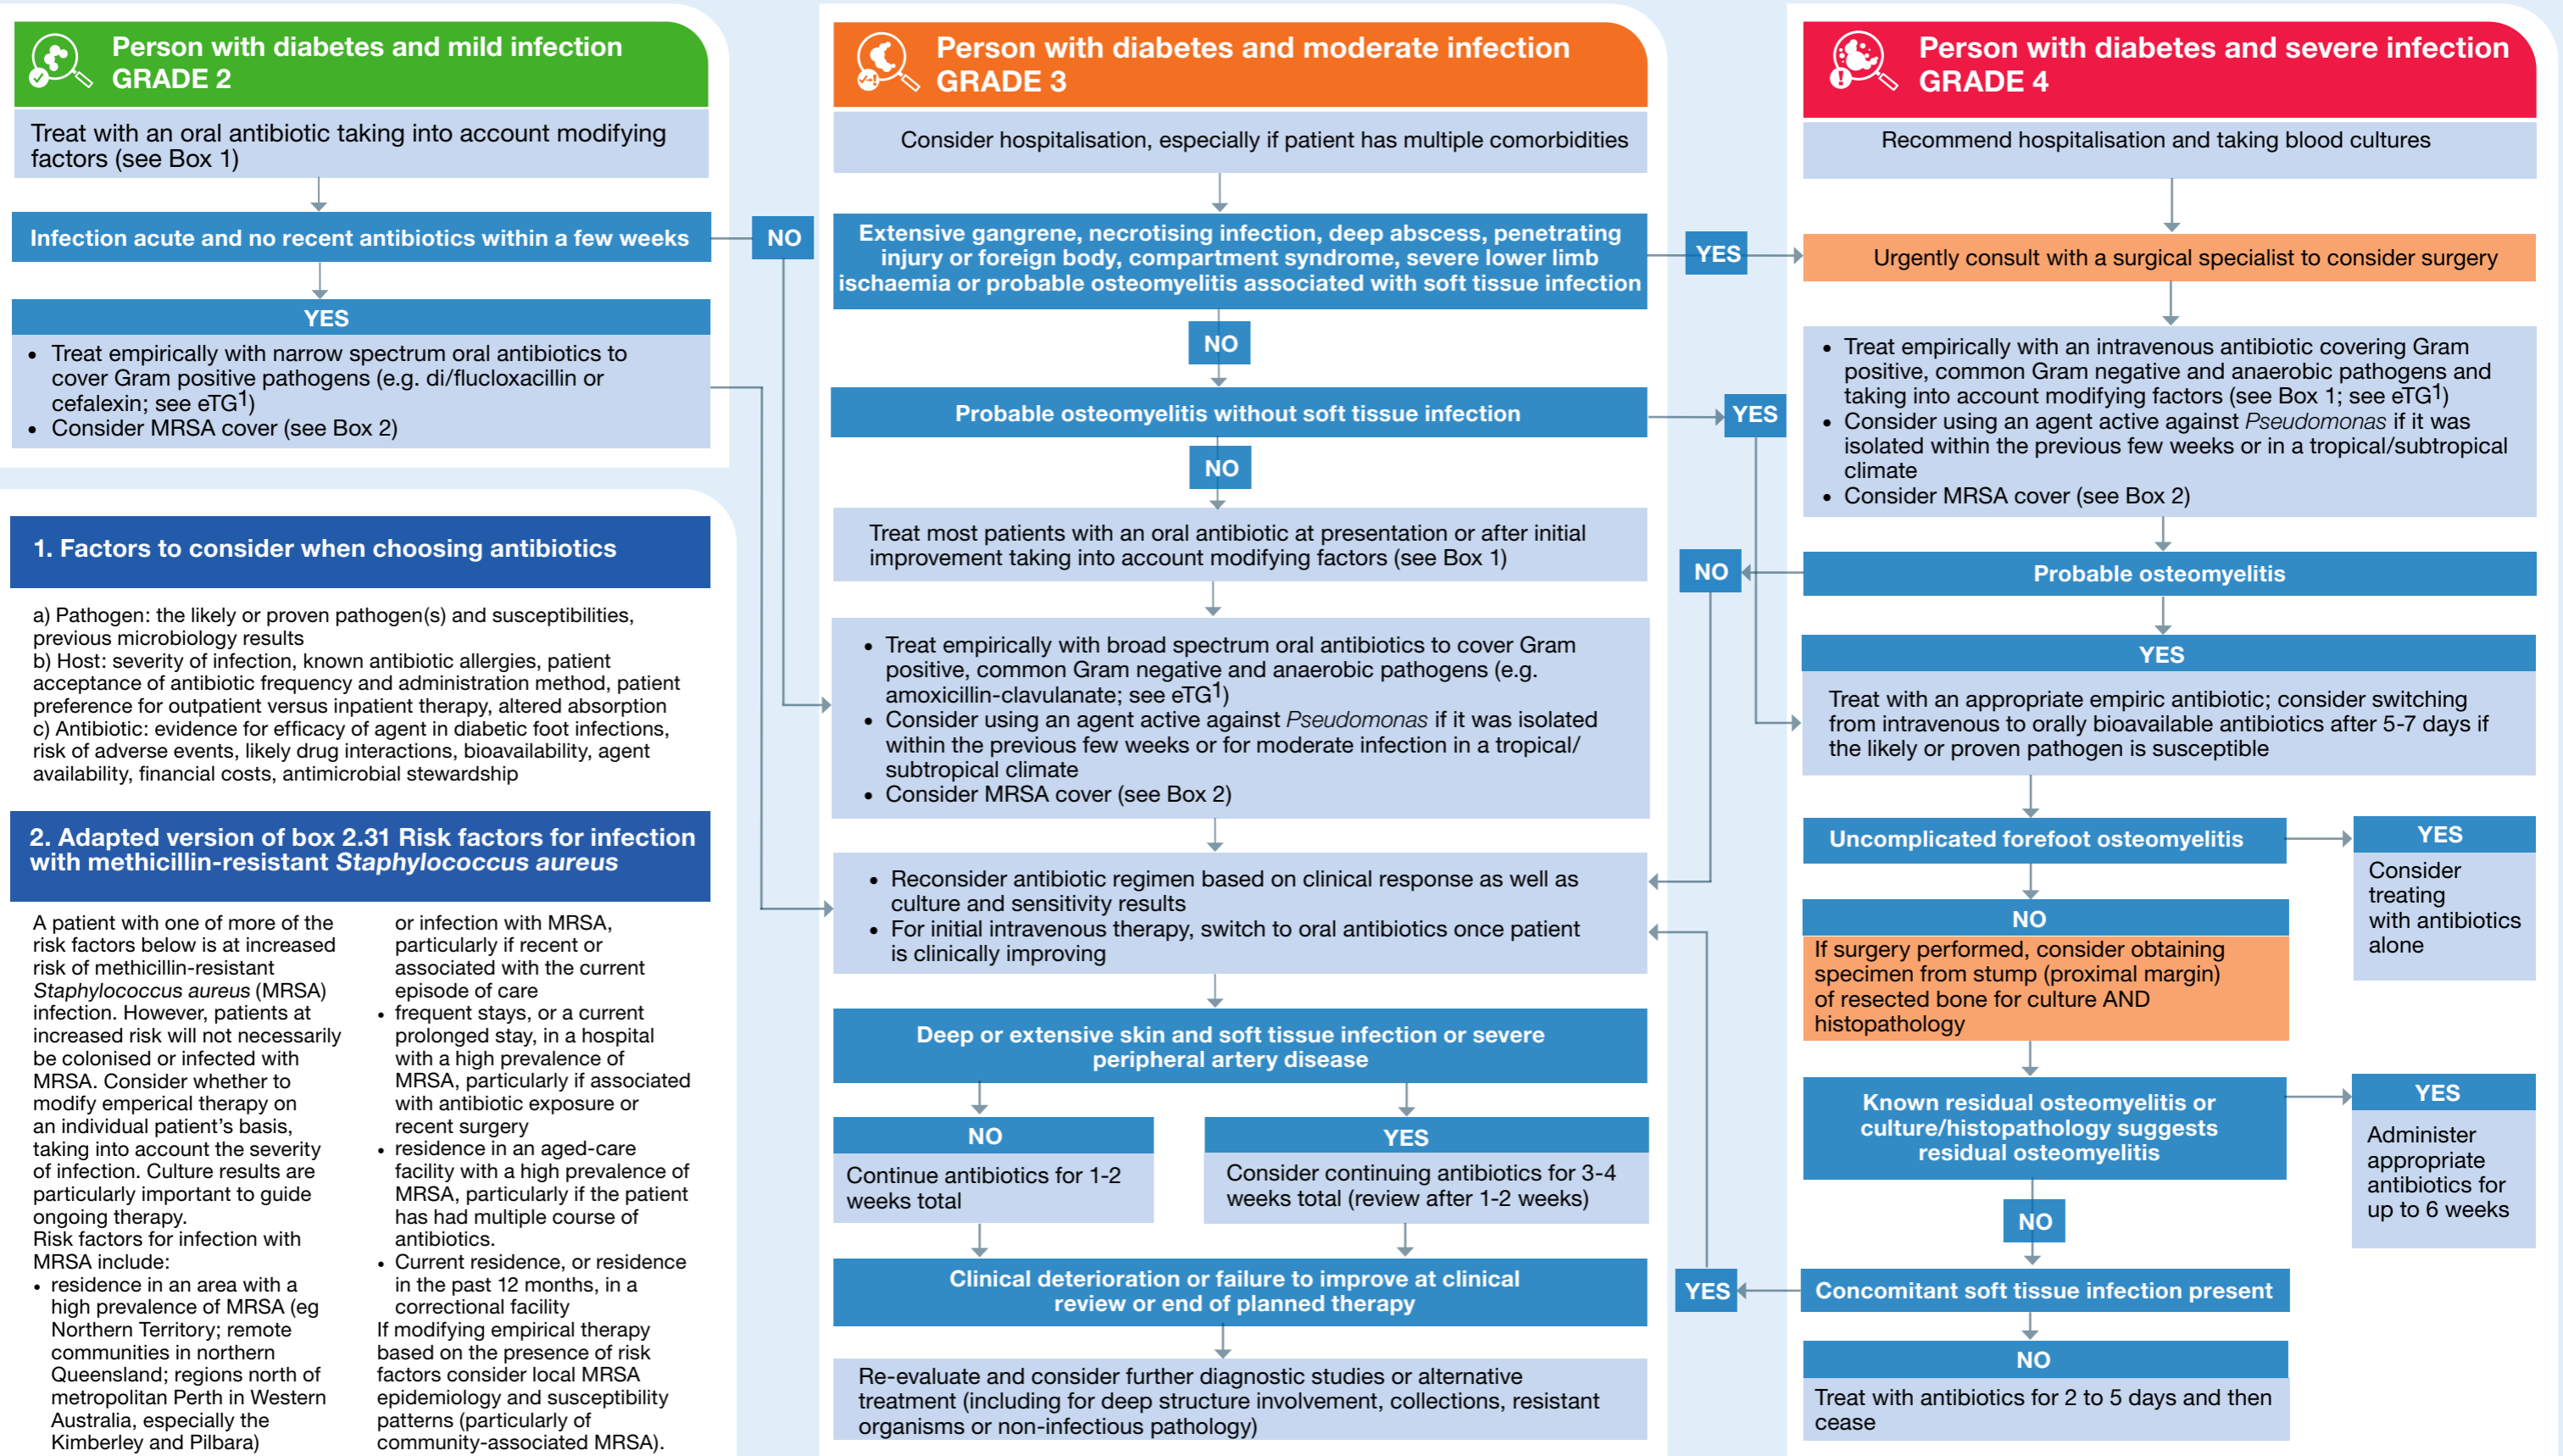 Person with diabetes and mild infection
GRADE 2
Treat with an oral antibiotic taking into account modifying
factors (see Box 1)
Infection acute and no recent antibiotics within a few weeks
NO
YES
• Treat empirically with narrow spectrum oral antibiotics to
cover Gram positive pathogens (e.g. di/flucloxacillin or
cefalexin; see eTG1)
• Consider MRSA cover (see Box 2)
1. Factors to consider when choosing antibiotics
a) Pathogen: the likely or proven pathogen(s) and susceptibilities,
previous microbiology results
b) Host: severity of infection, known antibiotic allergies, patient
acceptance of antibiotic frequency and administration method, patient
preference for outpatient versus inpatient therapy, altered absorption
c) Antibiotic: evidence for efficacy of agent in diabetic foot infections,
risk of adverse events, likely drug interactions, bioavailability, agent
availability, financial costs, antimicrobial stewardship
2. Adapted version of box 2.31 Risk factors for infection
with methicillin-resistant Staphylococcus aureus
A patient with one of more of the
risk factors below is at increased
risk of methicillin-resistant
Staphylococcus aureus (MRSA)
infection. However, patients at
increased risk will not necessarily
be colonised or infected with
MRSA. Consider whether to
modify emperical therapy on
an individual patient's basis,
taking into account the severity
of infection. Culture results are
particularly important to guide
ongoing therapy.
Risk factors for infection with
MRSA include:
• residence in an area with a
high prevalence of MRSA (eg
Northern Territory; remote
communities in northern
Queensland; regions north of
metropolitan Perth in Western
Australia, especially the
Kimberley and Pilbara)
or infection with MRSA,
particularly if recent or
associated with the current
episode of care
• frequent stays, or a current
prolonged stay, in a hospital
with a high prevalence of
MRSA, particularly if associated
with antibiotic exposure or
recent surgery
• residence in an aged-care
facility with a high prevalence of
MRSA, particularly if the patient
has had multiple course of
antibiotics.
• Current residence, or residence
in the past 12 months, in a
correctional facility
If modifying empirical therapy
based on the presence of risk
factors consider local MRSA
epidemiology and susceptibility
patterns (particularly of
community-associated MRSA).
Person with diabetes and moderate infection
GRADE 3
Consider hospitalisation, especially if patient has multiple comorbidities
Extensive gangrene, necrotising infection, deep abscess, penetrating
injury or foreign body, compartment syndrome, severe lower limb
ischaemia or probable osteomyelitis associated with soft tissue infection
YES
NO
Probable osteomyelitis without soft tissue infection
YES
NO
Treat most patients with an oral antibiotic at presentation or after initial
improvement taking into account modifying factors (see Box 1)
• Treat empirically with broad spectrum oral antibiotics to cover Gram
positive, common Gram negative and anaerobic pathogens (e.g.
amoxicillin-clavulanate; see eTG1)
• Consider using an agent active against Pseudomonas if it was isolated
within the previous few weeks or for moderate infection in a tropical/
subtropical climate
• Consider MRSA cover (see Box 2)
• Reconsider antibiotic regimen based on clinical response as well as
culture and sensitivity results
• For initial intravenous therapy, switch to oral antibiotics once patient
is clinically improving
Deep or extensive skin and soft tissue infection or severe
peripheral artery disease
NO
Continue antibiotics for 1-2
weeks total
YES
Consider continuing antibiotics for 3-4
weeks total (review after 1-2 weeks)
Clinical deterioration or failure to improve at clinical
review or end of planned therapy
Re-evaluate and consider further diagnostic studies or alternative
treatment (including for deep structure involvement, collections, resistant
organisms or non-infectious pathology)
Person with diabetes and severe infection
GRADE 4
Recommend hospitalisation and taking blood cultures
Urgently consult with a surgical specialist to consider surgery
• Treat empirically with an intravenous antibiotic covering Gram
positive, common Gram negative and anaerobic pathogens and
taking into account modifying factors (see Box 1; see eTG1)
• Consider using an agent active against Pseudomonas if it was
isolated within the previous few weeks or in a tropical/subtropical
climate
• Consider MRSA cover (see Box 2)
NO
Probable osteomyelitis
YES
Treat with an appropriate empiric antibiotic; consider switching
from intravenous to orally bioavailable antibiotics after 5-7 days if
the likely or proven pathogen is susceptible
Uncomplicated forefoot osteomyelitis
YES
Consider
treating
with antibiotics
alone
NO
If surgery performed, consider obtaining
specimen from stump (proximal margin)
of resected bone for culture AND
histopathology
Known residual osteomyelitis or
culture/histopathology suggests
residual osteomyelitis
YES
Administer
appropriate
antibiotics for
up to 6 weeks
NO
YES
Concomitant soft tissue infection present
NO
Treat with antibiotics for 2 to 5 days and then
cease